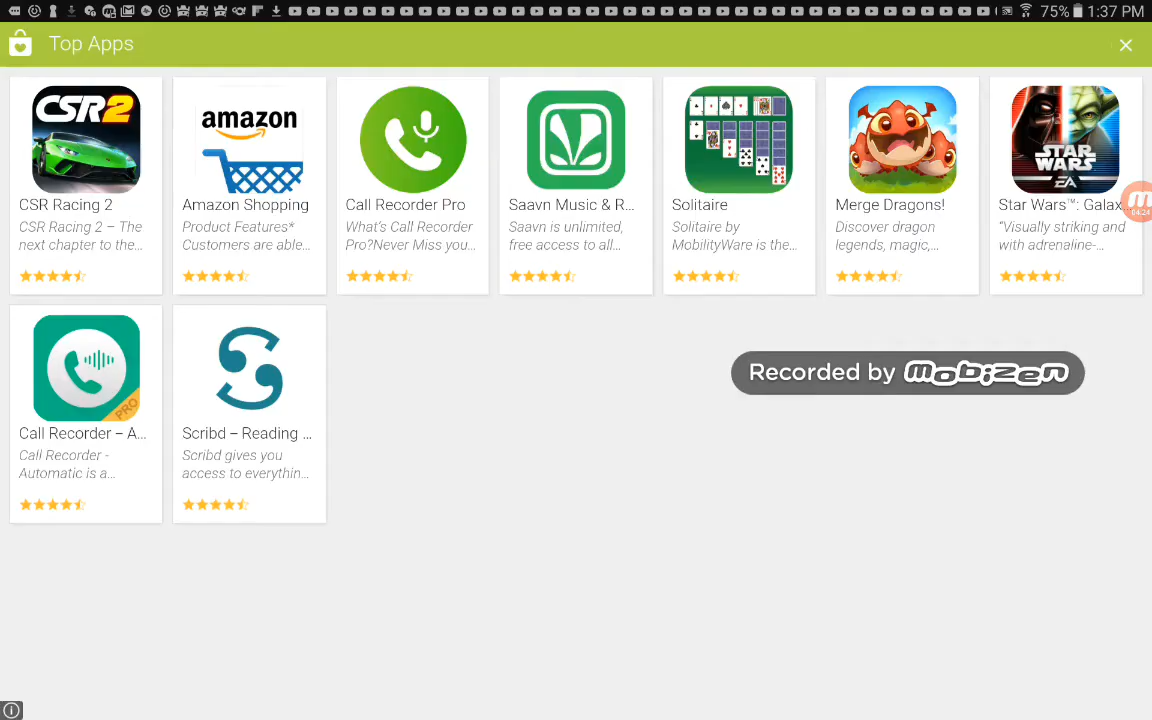 75% 1:37 PM
Top Apps
CSR2
amazon
STAR WARS
EA
CSR Racing 2
Amazon Shopping
Call Recorder Pro
Saavn Music & R...
Solitaire
Merge Dragons!
Star Wars™: Galax...
CSR Racing 2 – The
next chapter to the...
Product Features*
Customers are able...
What's Call Recorder
Pro?Never Miss you...
Saavn is unlimited,
free access to all...
Solitaire by
MobilityWare is the...
Discover dragon
legends, magic,...
“Visually striking and
with adrenaline-...
04:24
PRO
Recorded by mobizen
Call Recorder – A...
Scribd – Reading ...
Call Recorder -
Automatic is a...
Scribd gives you
access to everythin...